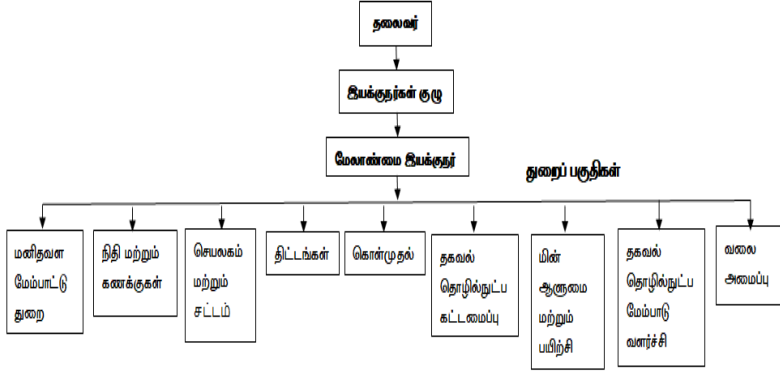 தலைவர்
இயக்குநர்கள் குழு
மேலாண்மை இயக்குநர்
துறைப் பகுதிகள்
மனிதவள
மேம்பாட்டு
துறை
நிதி மற்றும்
கணக்குகள்
செயலகம்
மற்றும்
சட்டம்
திட்டங்கள்
கொள்முதல்
தகவல்
தொழில்நுட்ப
கட்டமைப்பு
மின்
ஆளுமை
மற்றும்
பயிற்சி
தகவல்
தொழில்நுட்ப
மேம்பாடு
வளர்ச்சி
வலை
அமைப்பு